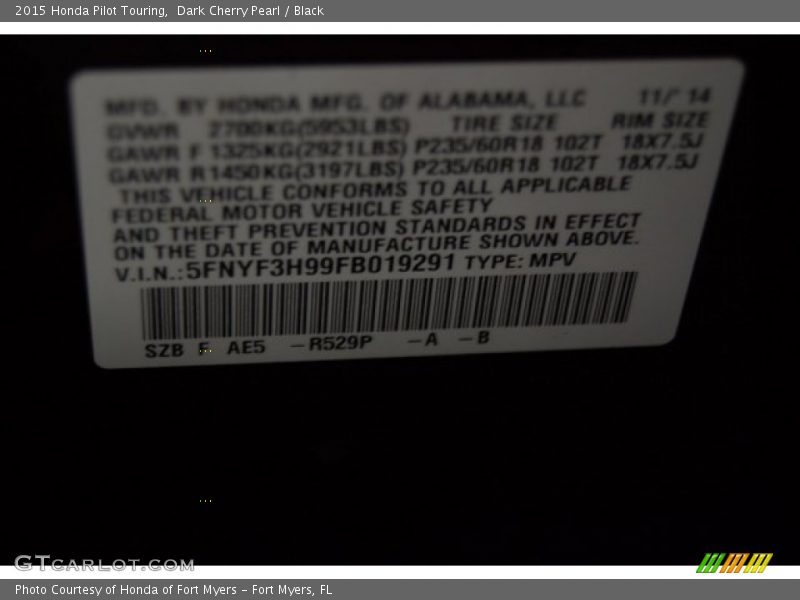 2015 Honda Pilot Touring,  Dark Cherry Pearl / Black
MFD. BY HONDA MFG. OF ALABAMA, LLC 11/ 14
GVWR 2700KG(5953LBS) TIRE SIZE RIM SIZE
GAWR F 1325KG(2921LBS) P235/60R18 102T 18X7.5J
GAWR R 1450KG(3197LBS) P235/60R18 102T 18X7.5J
THIS VEHICLE CONFORMS TO ALL APPLICABLE
FEDERAL MOTOR VEHICLE SAFETY
AND THEFT PREVENTION STANDARDS IN EFFECT
ON THE DATE OF MANUFACTURE SHOWN ABOVE.
V.I.N.:5FNYF3H99FB019291 TYPE: MPV
SZB F AE5 –R529P –A –B
GTCARLOT.COM
Photo Courtesy of Honda of Fort Myers – Fort Myers, FL